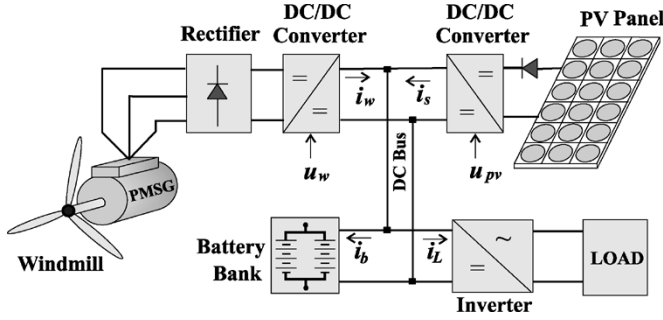 DC/DC
Converter
DC/DC
Converter
PV Panel
Rectifier
=
=
=
=
i_w
i_s
u_w
u_pv
DC Bus
PMSG
Windmill
Battery
Bank
i_b
i_L
~
=
Inverter
LOAD